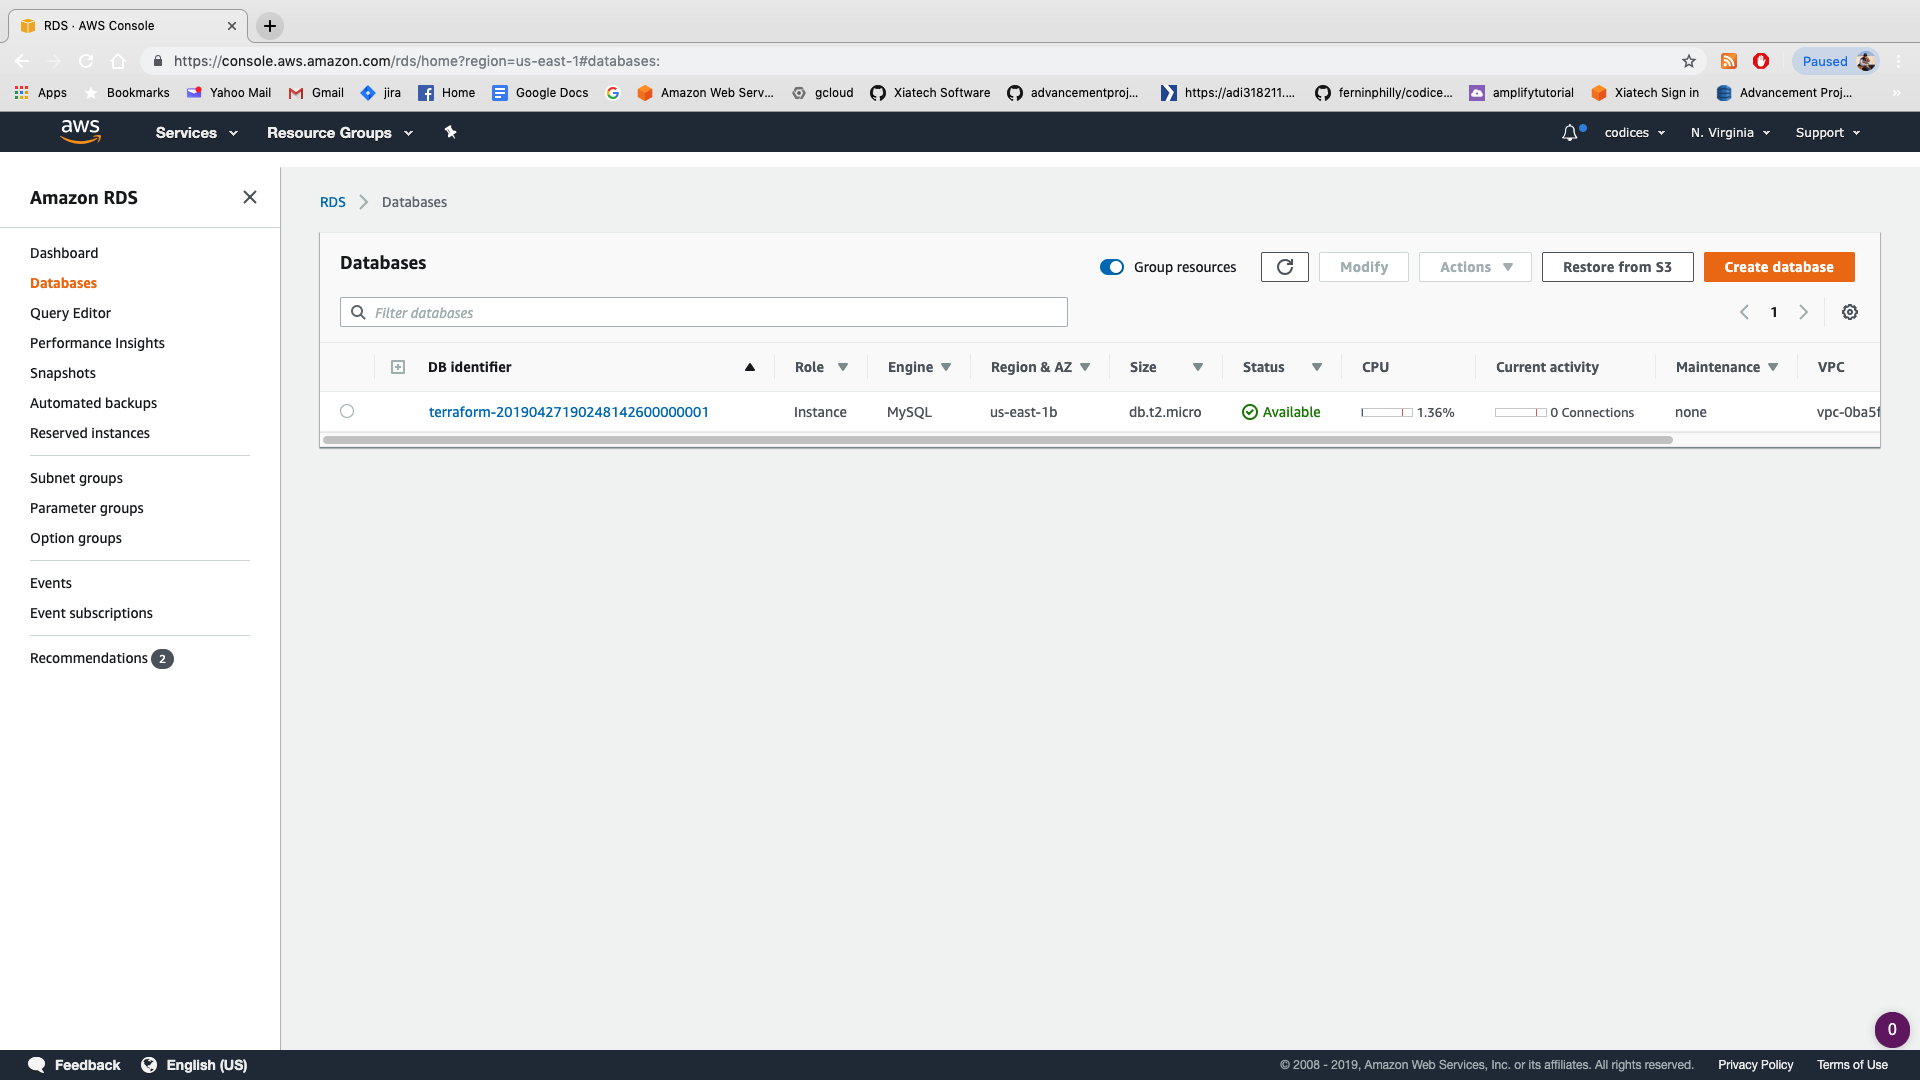 RDS · AWS Console
https://console.aws.amazon.com/rds/home?region=us-east-1#databases:
Paused
Apps Bookmarks Yahoo Mail Gmail jira Home Google Docs Amazon Web Serv... gcloud Xiatech Software advancementproj... https://adi318211.... ferninphilly/codice... amplifytutorial Xiatech Sign in Advancement Proj... »
aws Services Resource Groups codices N. Virginia Support
Amazon RDS
Dashboard
Databases
Query Editor
Performance Insights
Snapshots
Automated backups
Reserved instances
Subnet groups
Parameter groups
Option groups
Events
Event subscriptions
Recommendations 2
RDS Databases
Databases
Group resources Modify Actions Restore from S3 Create database
Filter databases
1
DB identifier Role Engine Region & AZ Size Status CPU Current activity Maintenance VPC
terraform-20190427190248142600000001 Instance MySQL us-east-1b db.t2.micro Available 1.36% 0 Connections none vpc-0ba5f
0
Feedback English (US) © 2008 - 2019, Amazon Web Services, Inc. or its affiliates. All rights reserved. Privacy Policy Terms of Use